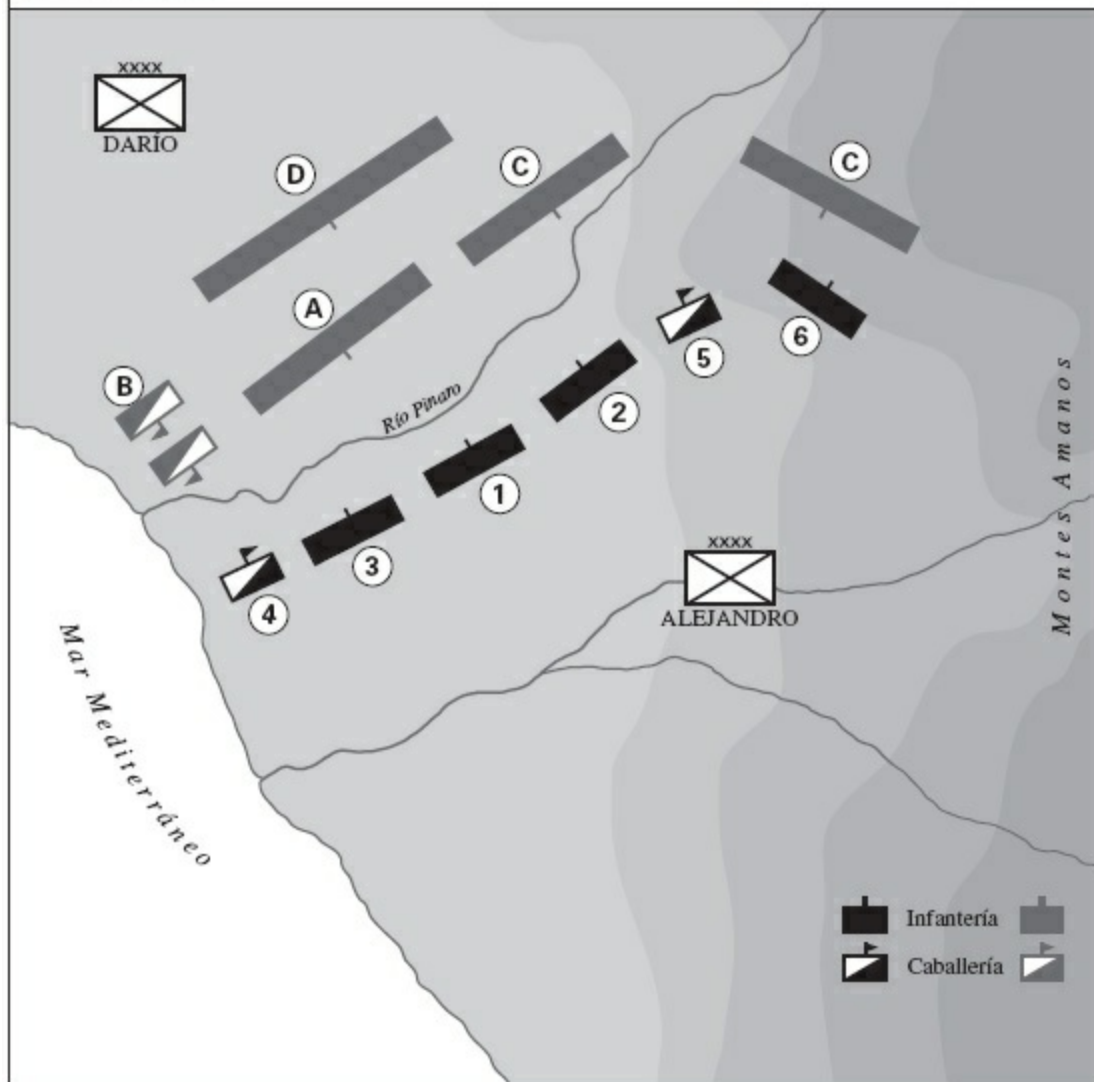 xxxx
DARÍO
D
C
C
A
B
6
5
2
Río Pinaro
1
3
4
xxxx
ALEJANDRO
Montes Amanos
Mar Mediterráneo
Infantería
Caballería